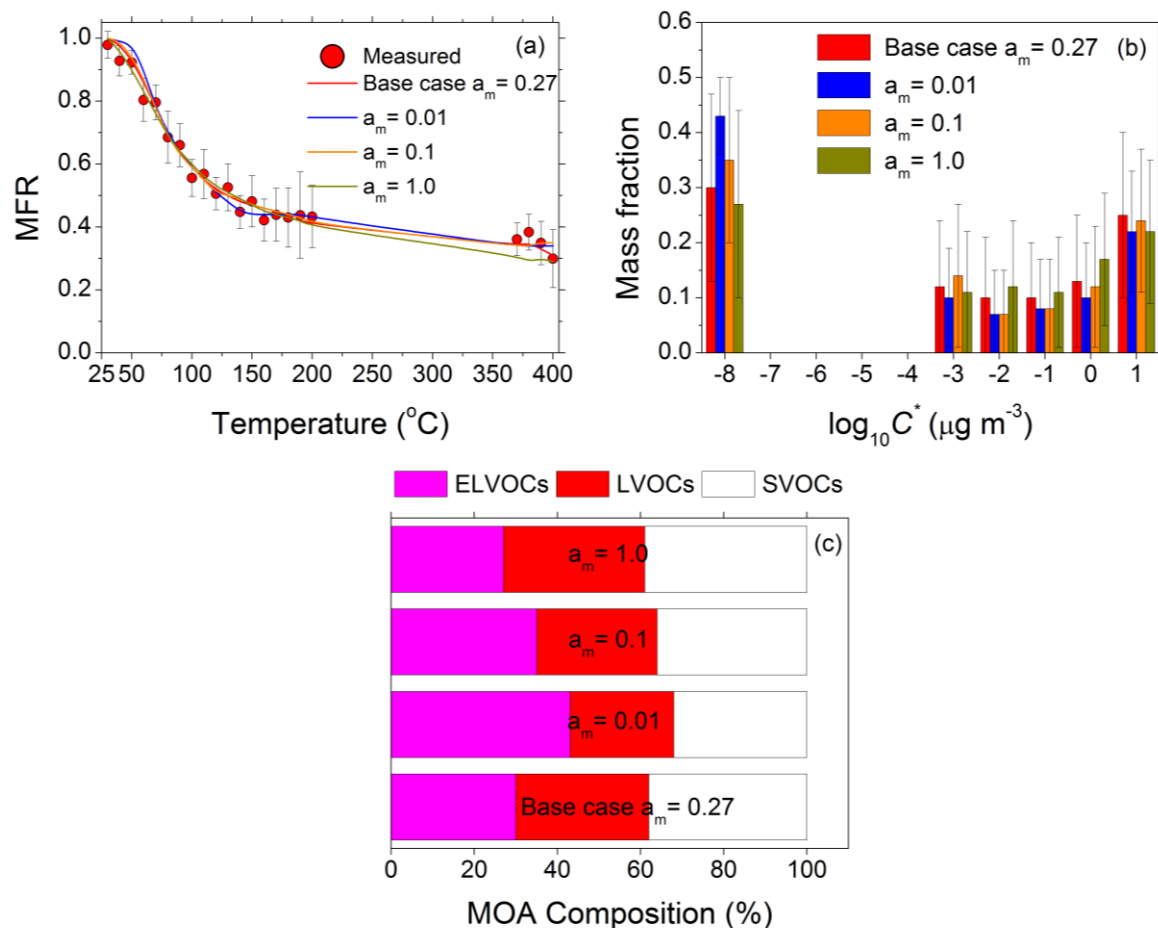 (a)
Measured
Base case a_m= 0.27
a_m= 0.01
a_m= 0.1
a_m= 1.0
MFR
1.0
0.8
0.6
0.4
0.2
0.0
25 50 100 150 200 250 300 350 400
Temperature (°C)
(b)
Base case a_m= 0.27
a_m= 0.01
a_m= 0.1
a_m= 1.0
Mass fraction
0.6
0.5
0.4
0.3
0.2
0.1
0.0
-8 -7 -6 -5 -4 -3 -2 -1 0 1
log₁₀C* (μg m⁻³)
ELVOCs LVOCs SVOCs
(c)
a_m= 1.0
a_m= 0.1
a_m= 0.01
Base case a_m= 0.27
0 20 40 60 80 100
MOA Composition (%)